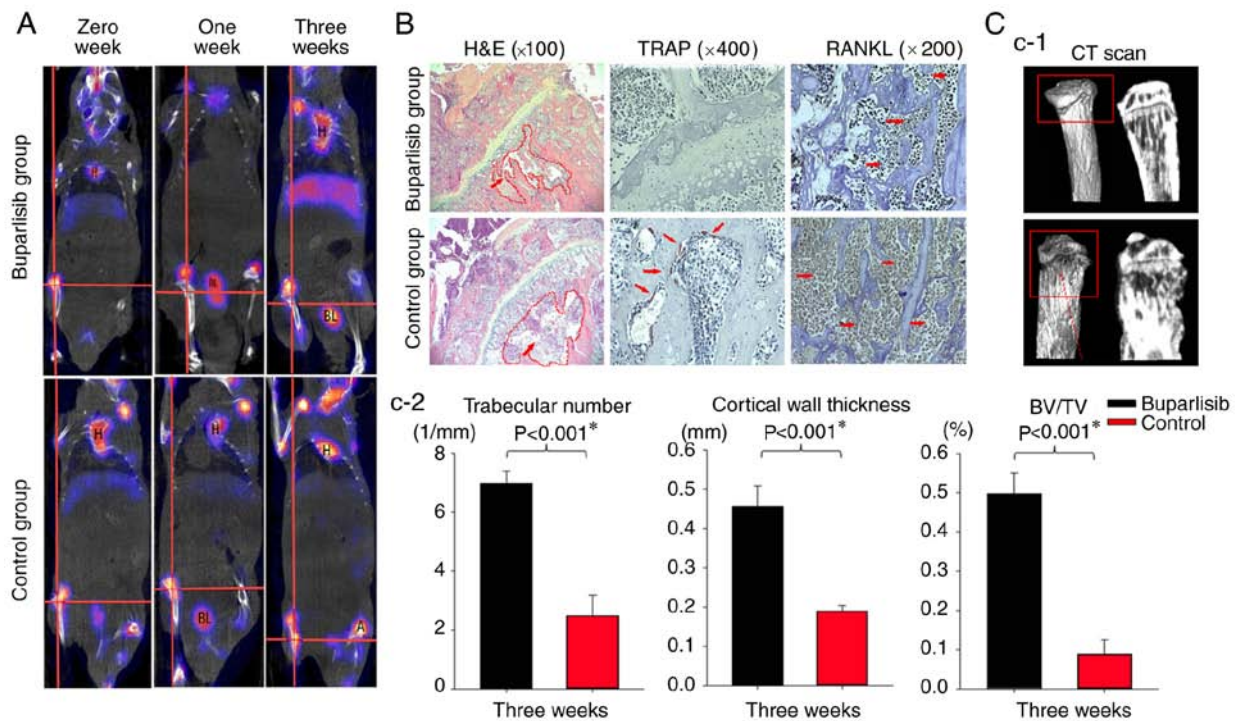 A
Zero week
One week
Three weeks
Buparlisib group
Control group
H
H
BL
BL
H
H
H
BL
A
B
H&E (×100)
TRAP (×400)
RANKL (×200)
Buparlisib group
Control group
C
c-1
CT scan
c-2
Trabecular number
(1/mm)
P<0.001*
8
6
4
2
0
Three weeks
Cortical wall thickness
(mm)
P<0.001*
0.6
0.5
0.4
0.3
0.2
0.1
0.0
Three weeks
BV/TV
(%)
P<0.001*
Buparlisib
Control
0.6
0.5
0.4
0.3
0.2
0.1
0.0
Three weeks